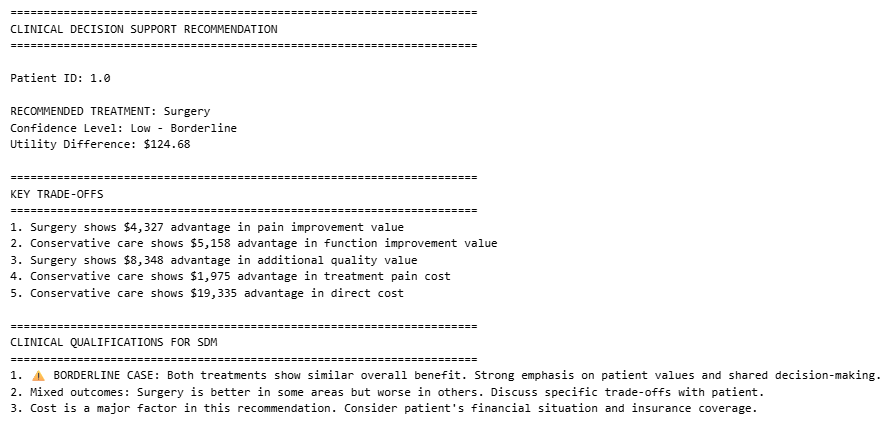 ======================================================================
CLINICAL DECISION SUPPORT RECOMMENDATION
======================================================================
Patient ID: 1.0
RECOMMENDED TREATMENT: Surgery
Confidence Level: Low - Borderline
Utility Difference: $124.68
======================================================================
KEY TRADE-OFFS
======================================================================
1. Surgery shows $4,327 advantage in pain improvement value
2. Conservative care shows $5,158 advantage in function improvement value
3. Surgery shows $8,348 advantage in additional quality value
4. Conservative care shows $1,975 advantage in treatment pain cost
5. Conservative care shows $19,335 advantage in direct cost
======================================================================
CLINICAL QUALIFICATIONS FOR SDM
======================================================================
1. ⚠️ BORDERLINE CASE: Both treatments show similar overall benefit. Strong emphasis on patient values and shared decision-making.
2. Mixed outcomes: Surgery is better in some areas but worse in others. Discuss specific trade-offs with patient.
3. Cost is a major factor in this recommendation. Consider patient's financial situation and insurance coverage.